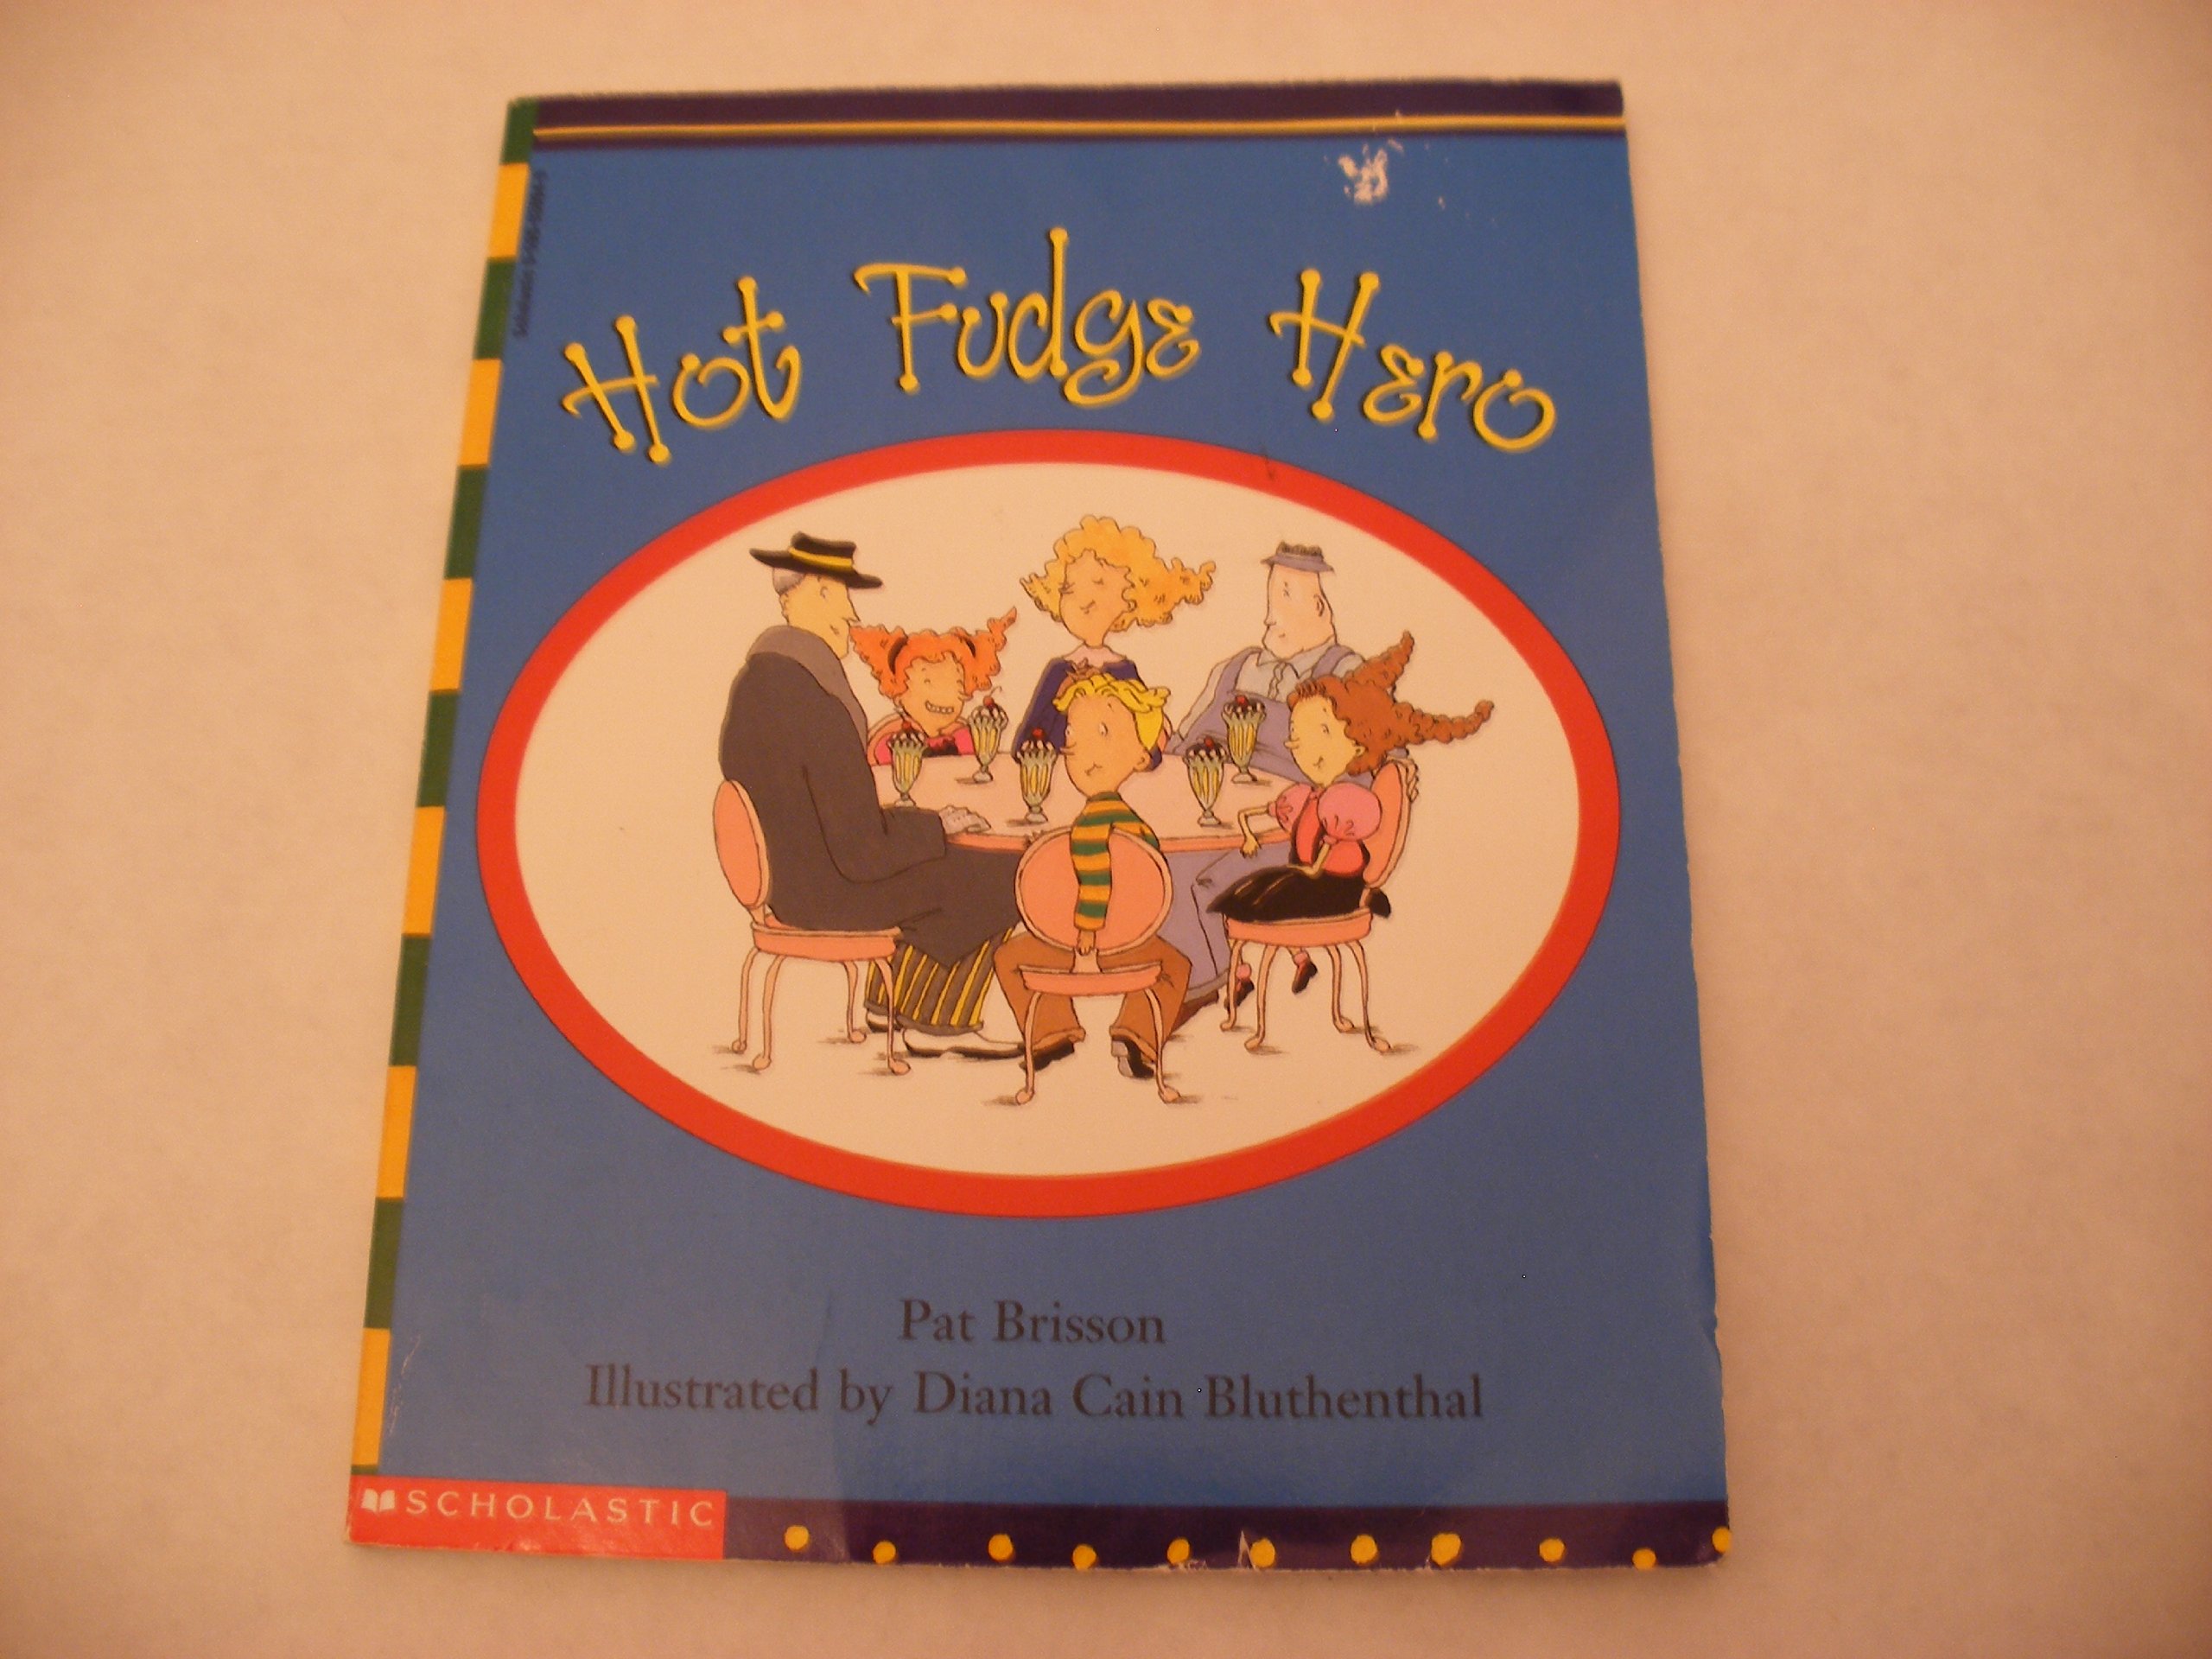 Hot Fudge Hero
Pat Brisson
Illustrated by Diana Cain Bluthenthal
SCHOLASTIC